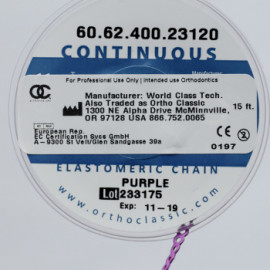 60.62.400.23120
CONTINUOUS
Manufacturer
For Professional Use Only | Intended use Orthodontics
OC
Manufacturer: World Class Tech.
Also Traded as Ortho Classic
1300 NE Alpha Drive McMinnville,
OR 97128 USA 866.752.0065
15 ft.
European Rep.
EC Certification Svcs GmbH
A – 9300 St Veit/Glen Sandgasse 39a
CE
0197
ELASTOMERIC CHAIN
PURPLE
Lot 233175
Exp: 11-19
www.orthoclassic.com